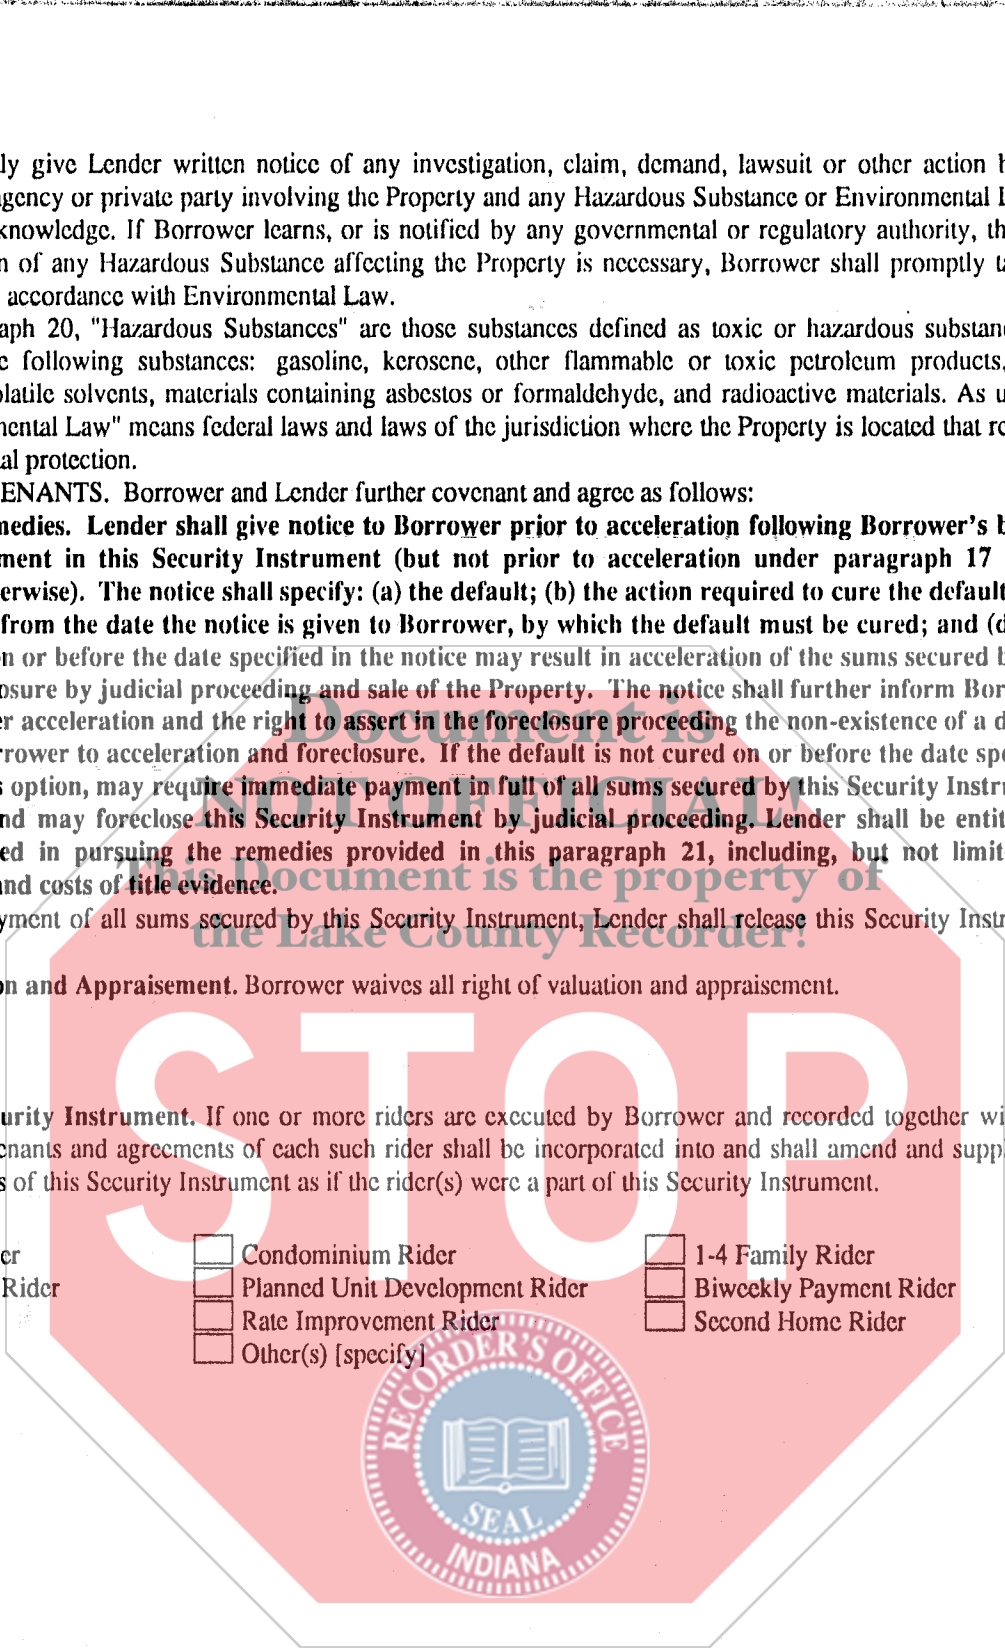 ly give Lender written notice of any investigation, claim, demand, lawsuit or other action
gency or private party involving the Property and any Hazardous Substance or Environmental
knowledge. If Borrower learns, or is notified by any governmental or regulatory authority, th
n of any Hazardous Substance affecting the Property is necessary, Borrower shall promptly t
accordance with Environmental Law.
aph 20, "Hazardous Substances" are those substances defined as toxic or hazardous substan
e following substances: gasoline, kerosene, other flammable or toxic petroleum products,
olatile solvents, materials containing asbestos or formaldehyde, and radioactive materials. As u
nental Law" means federal laws and laws of the jurisdiction where the Property is located that re
al protection.
ENANTS. Borrower and Lender further covenant and agree as follows:
nedies. Lender shall give notice to Borrower prior to acceleration following Borrower's b
ment in this Security Instrument (but not prior to acceleration under paragraph 17
erwise). The notice shall specify: (a) the default; (b) the action required to cure the default
from the date the notice is given to Borrower, by which the default must be cured; and (d
n or before the date specified in the notice may result in acceleration of the sums secured b
osure by judicial proceeding and sale of the Property. The notice shall further inform Bor
r acceleration and the right to assert in the foreclosure proceeding the non-existence of a d
rower to acceleration and foreclosure. If the default is not cured on or before the date spe
s option, may require immediate payment in full of all sums secured by this Security Instr
nd may foreclose this Security Instrument by judicial proceeding. Lender shall be entit
ed in pursuing the remedies provided in this paragraph 21, including, but not limit
nd costs of title evidence.
yment of all sums secured by this Security Instrument, Lender shall release this Security Instr
on and Appraisement. Borrower waives all right of valuation and appraisement.
urity Instrument. If one or more riders are executed by Borrower and recorded together wi
enants and agreements of each such rider shall be incorporated into and shall amend and supp
s of this Security Instrument as if the rider(s) were a part of this Security Instrument.
er Condominium Rider 1-4 Family Rider
Rider Planned Unit Development Rider Biweekly Payment Rider
Rate Improvement Rider Second Home Rider
Other(s) [specify]
Document is
NOT OFFICIAL!
This Document is the property of
the Lake County Recorder!
STOP
RECORDER'S OFFICE
SEAL
INDIANA